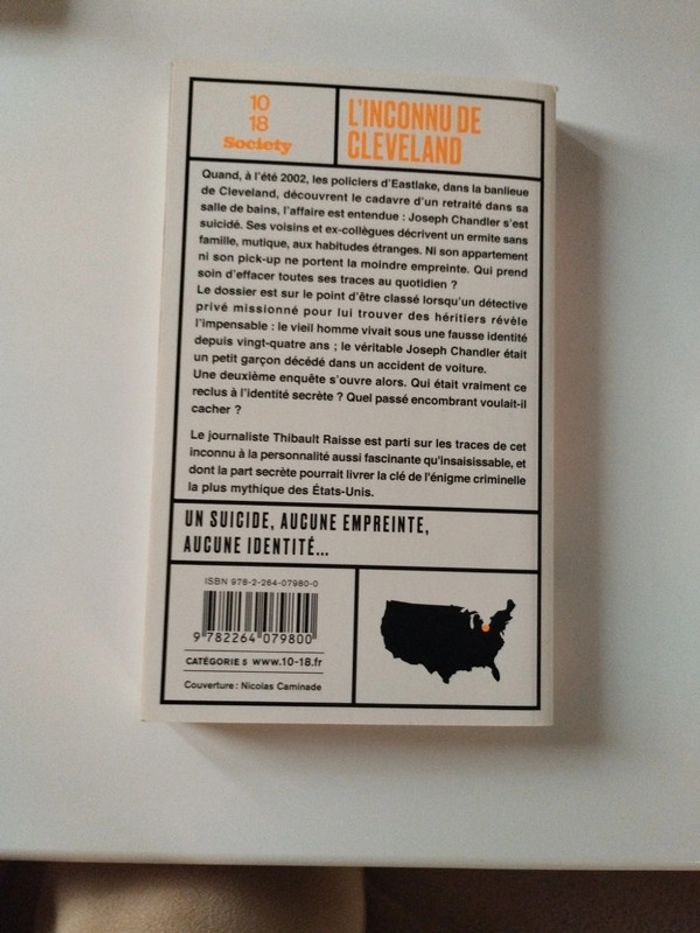 10
18
Society
L'INCONNU DE
CLEVELAND
Quand, à l'été 2002, les policiers d'Eastlake, dans la banlieue
de Cleveland, découvrent le cadavre d'un retraité dans sa
salle de bains, l'affaire est entendue : Joseph Chandler s'est
suicidé. Ses voisins et ex-collègues décrivent un ermite sans
famille, mutique, aux habitudes étranges. Ni son appartement
ni son pick-up ne portent la moindre empreinte. Qui prend
soin d'effacer toutes ses traces au quotidien ?
Le dossier est sur le point d'être classé lorsqu'un détective
privé missionné pour lui trouver des héritiers révèle
l'impensable : le vieil homme vivait sous une fausse identité
depuis vingt-quatre ans ; le véritable Joseph Chandler était
un petit garçon décédé dans un accident de voiture.
Une deuxième enquête s'ouvre alors. Qui était vraiment ce
reclus à l'identité secrète ? Quel passé encombrant voulait-il
cacher ?
Le journaliste Thibault Raisse est parti sur les traces de cet
inconnu à la personnalité aussi fascinante qu'insaisissable, et
dont la part secrète pourrait livrer la clé de l'énigme criminelle
la plus mythique des États-Unis.
UN SUICIDE, AUCUNE EMPREINTE,
AUCUNE IDENTITÉ...
ISBN 978-2-264-07980-0
9 782264 079800
CATÉGORIE 5 www.10-18.fr
Couverture : Nicolas Caminade